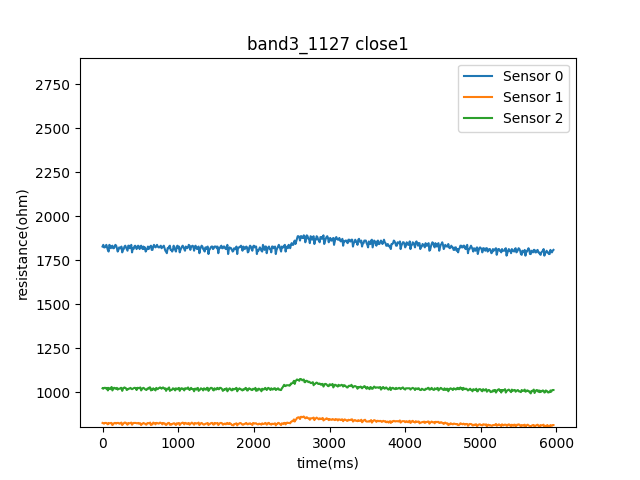 band3_1127 close1
Sensor 0
Sensor 1
Sensor 2
2750
2500
2250
2000
1750
1500
1250
1000
resistance(ohm)
0 1000 2000 3000 4000 5000 6000
time(ms)